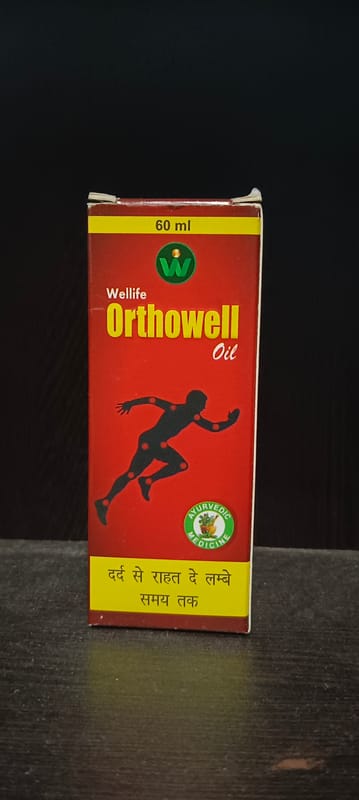 60 ml
W
Wellife
Orthowell
Oil
AYURVEDIC
MEDICINE
दर्द से राहत दे लम्बे
समय तक